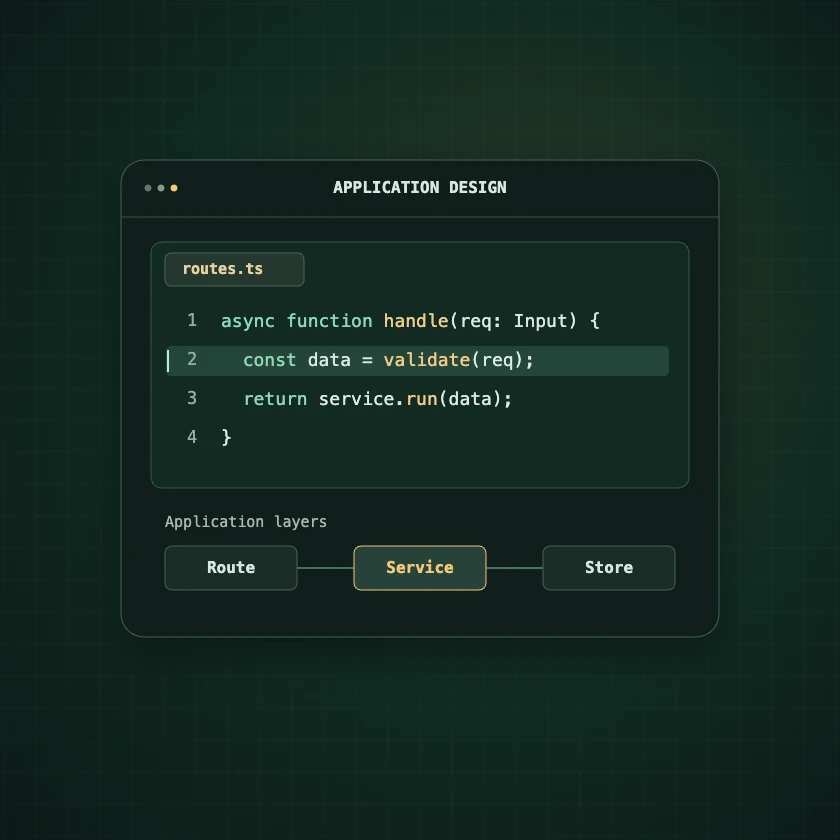 APPLICATION DESIGN
routes.ts
1 async function handle(req: Input) {
2 const data = validate(req);
3 return service.run(data);
4 }
Application layers
Route Service Store